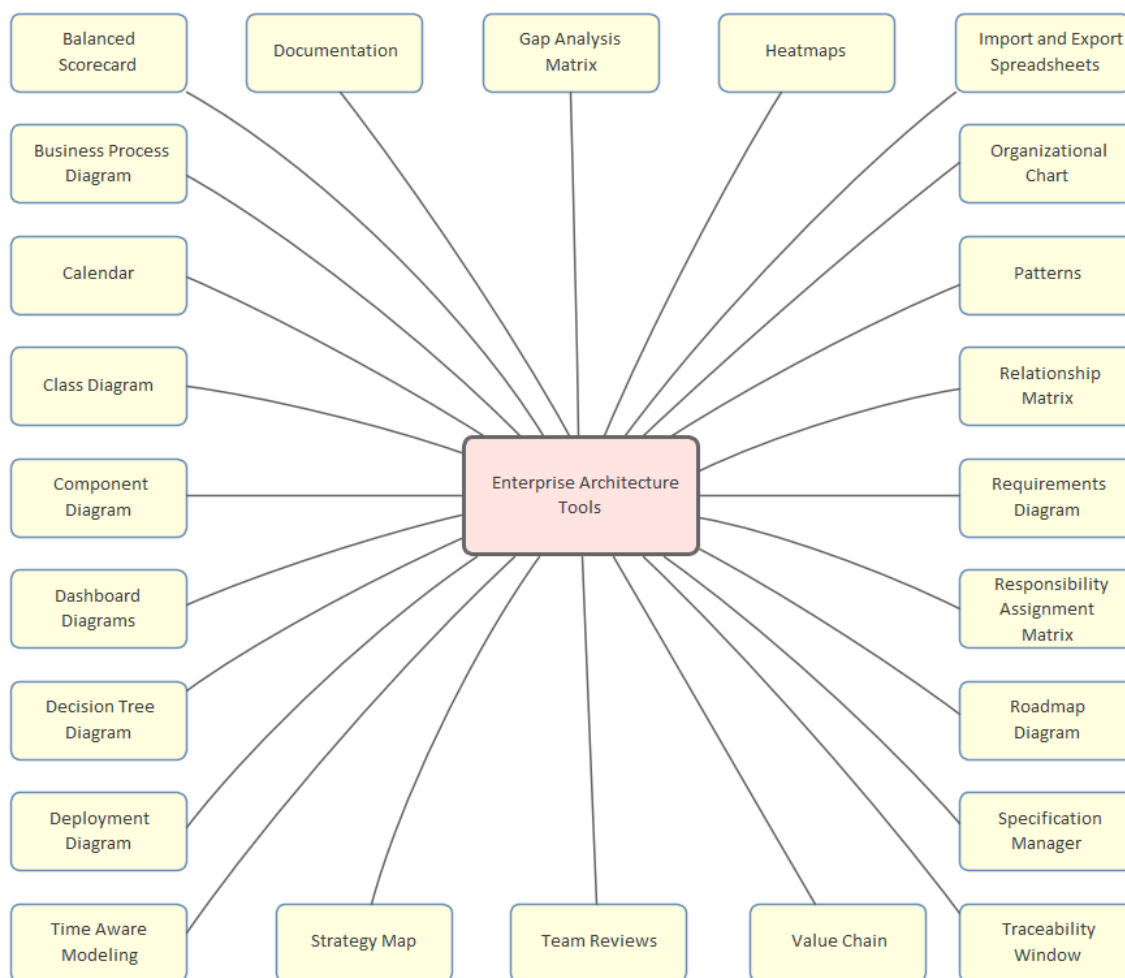 Balanced
Scorecard
Documentation
Gap Analysis
Matrix
Heatmaps
Import and Export
Spreadsheets
Business Process
Diagram
Organizational
Chart
Calendar
Patterns
Class Diagram
Relationship
Matrix
Component
Diagram
Enterprise Architecture
Tools
Requirements
Diagram
Dashboard
Diagrams
Responsibility
Assignment
Matrix
Decision Tree
Diagram
Roadmap
Diagram
Deployment
Diagram
Specification
Manager
Time Aware
Modeling
Strategy Map
Team Reviews
Value Chain
Traceability
Window